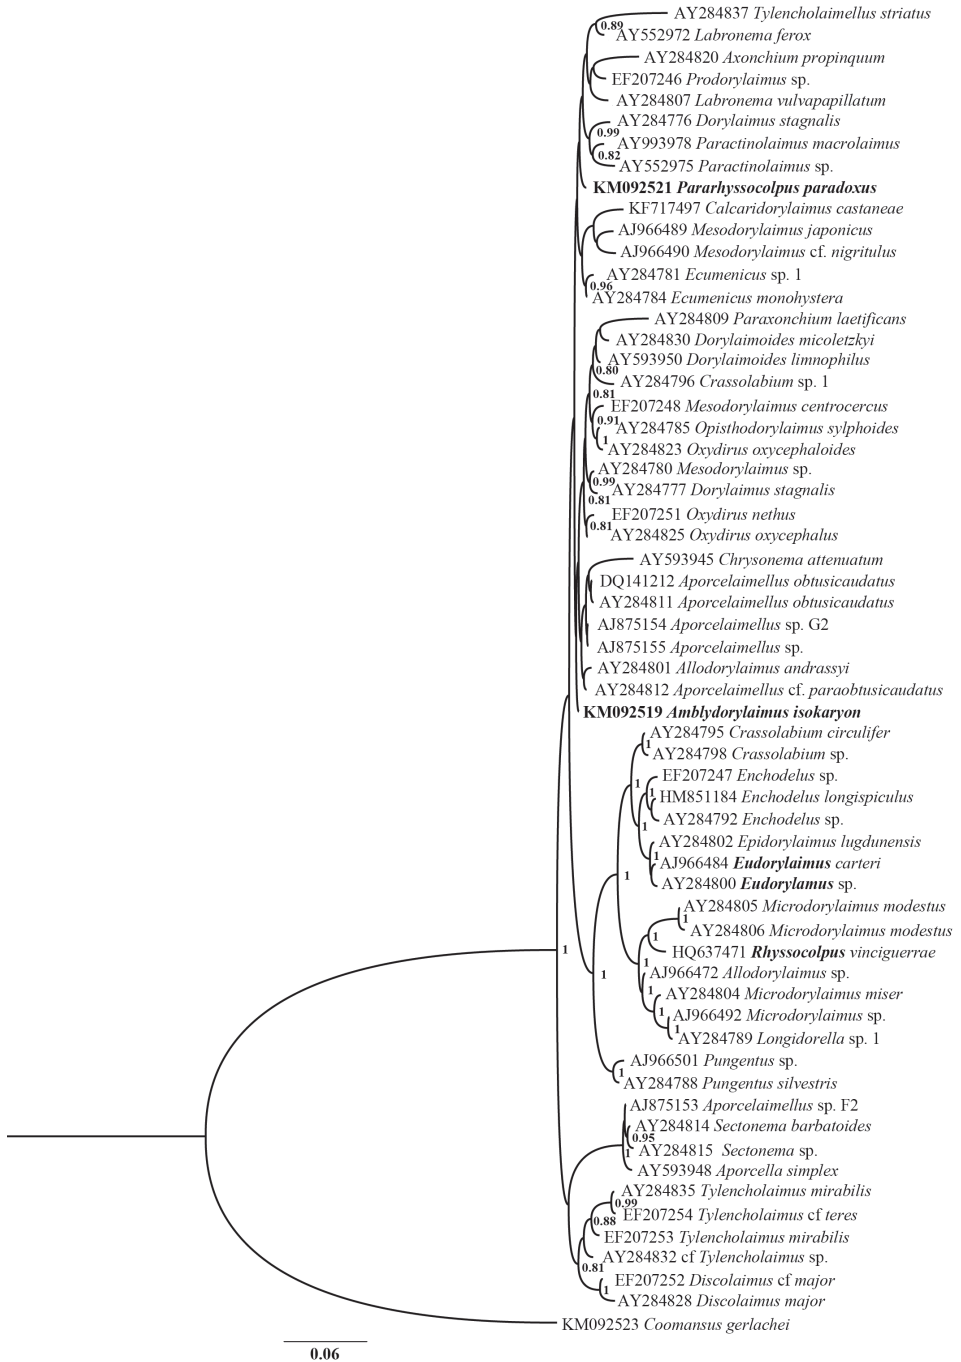 AY284837 Tylencholaimellus striatus
0.89
AY552972 Labronema ferox
AY284820 Axonchium propinquum
EF207246 Prodorylaimus sp.
AY284807 Labronema vulvapapillatum
AY284776 Dorylaimus stagnalis
0.99
AY993978 Paractinolaimus macrolaimus
0.82
AY552975 Paractinolaimus sp.
KM092521 Pararhyssocolpus paradoxus
KF717497 Calcaridorylaimus castaneae
AJ966489 Mesodorylaimus japonicus
AJ966490 Mesodorylaimus cf. nigritulus
AY284781 Ecumenicus sp. 1
0.96
AY284784 Ecumenicus monohystera
AY284809 Paraxonchium laetificans
AY284830 Dorylaimoides micoletzkyi
AY593950 Dorylaimoides limnophilus
0.80
AY284796 Crassolabium sp. 1
0.81
EF207248 Mesodorylaimus centrocercus
0.91
AY284785 Opisthodorylaimus sylphoides
1
AY284823 Oxydirus oxycephaloides
AY284780 Mesodorylaimus sp.
0.99
AY284777 Dorylaimus stagnalis
0.81
EF207251 Oxydirus nethus
0.81
AY284825 Oxydirus oxycephalus
AY593945 Chrysonema attenuatum
DQ141212 Aporcelaimellus obtusicaudatus
AY284811 Aporcelaimellus obtusicaudatus
AJ875154 Aporcelaimellus sp. G2
AJ875155 Aporcelaimellus sp.
AY284801 Allodorylaimus andrassyi
AY284812 Aporcelaimellus cf. paraobtusicaudatus
KM092519 Amblydorylaimus isokaryon
AY284795 Crassolabium circulifer
1
AY284798 Crassolabium sp.
EF207247 Enchodelus sp.
1
1
HM851184 Enchodelus longispiculus
AY284792 Enchodelus sp.
1
AY284802 Epidorylaimus lugdunensis
1
AJ966484 Eudorylaimus carteri
1
AY284800 Eudorylamus sp.
AY284805 Microdorylaimus modestus
1
AY284806 Microdorylaimus modestus
1
HQ637471 Rhyssocolpus vinciguerrae
1
1
AJ966472 Allodorylaimus sp.
1
1
AY284804 Microdorylaimus miser
1
AJ966492 Microdorylaimus sp.
1
AY284789 Longidorella sp. 1
AJ966501 Pungentus sp.
1
AY284788 Pungentus silvestris
AJ875153 Aporcelaimellus sp. F2
AY284814 Sectonema barbatoides
0.95
AY284815 Sectonema sp.
1
AY593948 Aporcella simplex
AY284835 Tylencholaimus mirabilis
0.99
EF207254 Tylencholaimus cf teres
0.88
EF207253 Tylencholaimus mirabilis
AY284832 cf Tylencholaimus sp.
0.81
EF207252 Discolaimus cf major
1
AY284828 Discolaimus major
KM092523 Coomansus gerlachei
0.06